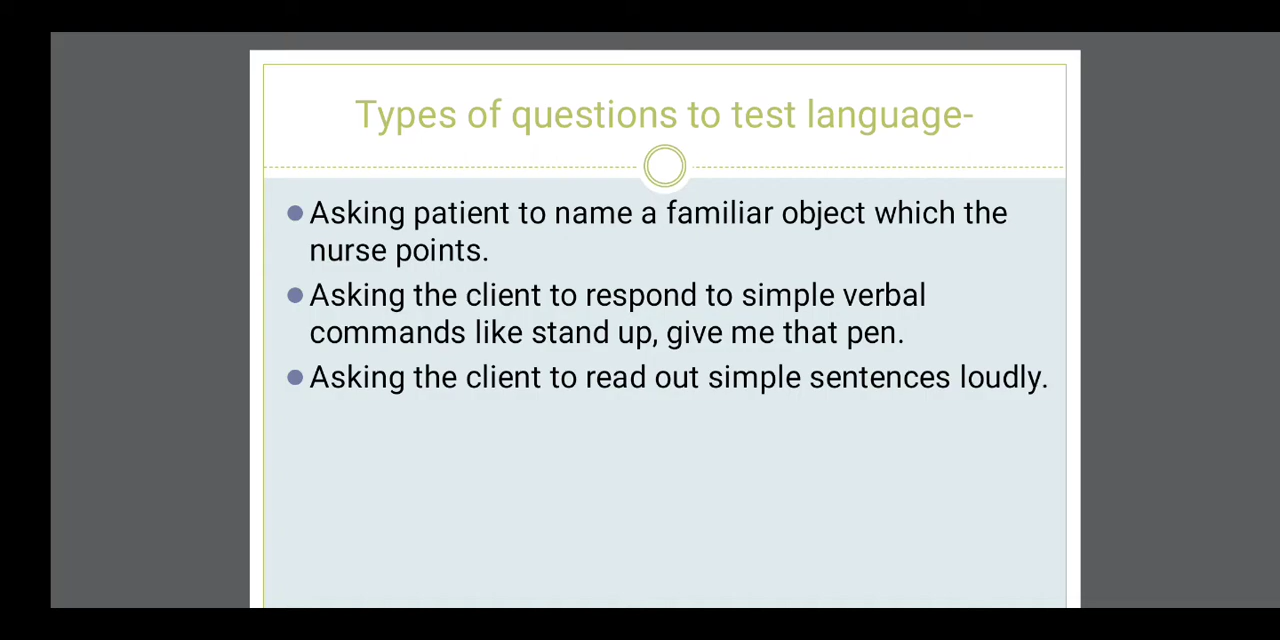 Types of questions to test language-
Asking patient to name a familiar object which the
nurse points.
Asking the client to respond to simple verbal
commands like stand up, give me that pen.
Asking the client to read out simple sentences loudly.